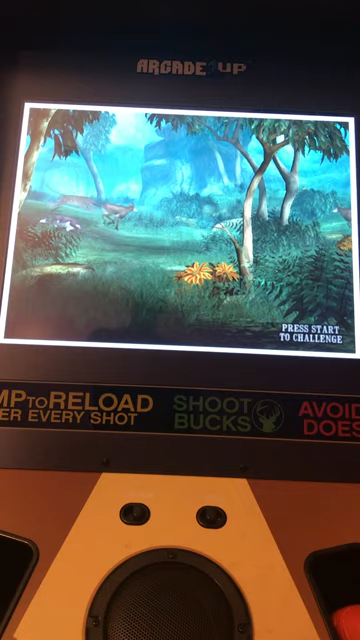 ARCADE1UP
PRESS START
TO CHALLENGE
MP TO RELOAD
ER EVERY SHOT
SHOOT
BUCKS
AVOID
DOES